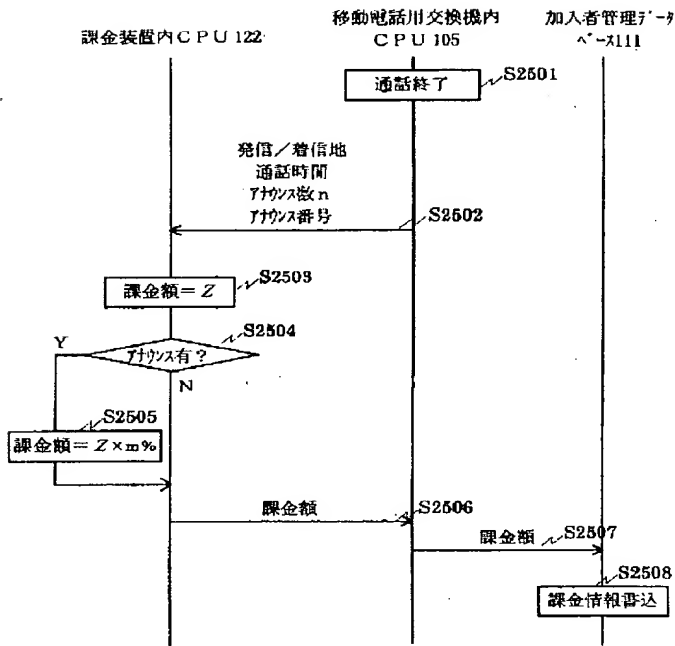 課金装置内CPU122
移動電話用交換機内
CPU105
加入者管理データ
ベース111
通話終了
S2501
発信/着信地
通話時間
アナウンス数n
アナウンス番号
S2502
課金額=Z
S2503
アナウンス有?
S2504
Y
N
S2505
課金額=Z×m%
課金額
S2506
課金額
S2507
S2508
課金情報書込